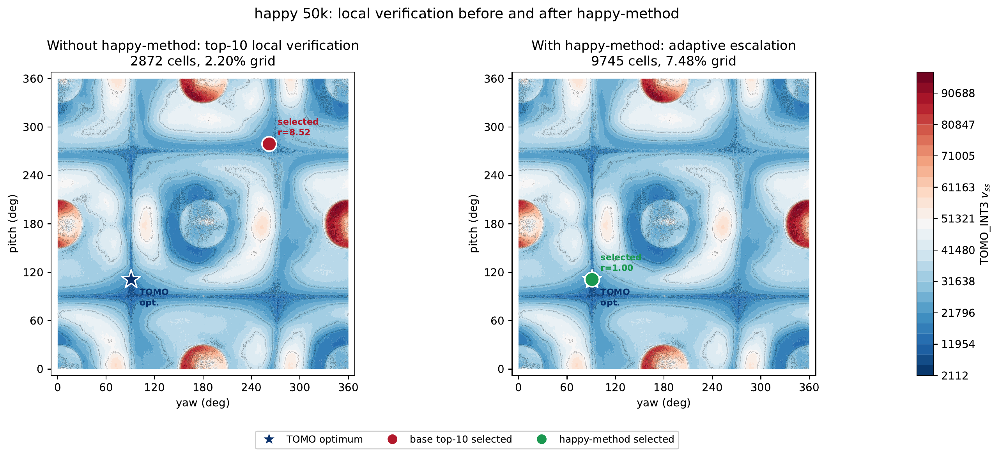 happy 50k: local verification before and after happy-method
Without happy-method: top-10 local verification
2872 cells, 2.20% grid
360
300
240
180
120
60
0
pitch (deg)
selected
r=8.52
TOMO
opt.
0 60 120 180 240 300 360
yaw (deg)
With happy-method: adaptive escalation
9745 cells, 7.48% grid
360
300
240
180
120
60
0
pitch (deg)
selected
r=1.00
TOMO
opt.
0 60 120 180 240 300 360
yaw (deg)
90688
80847
71005
61163
51321
41480
31638
21796
11954
2112
TOMO_INT3 vss
TOMO optimum
base top-10 selected
happy-method selected